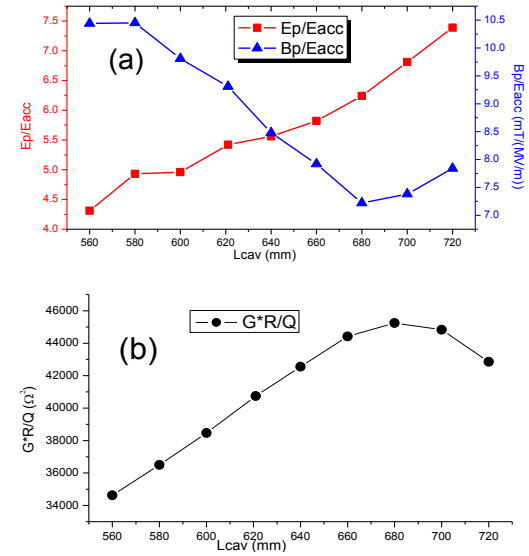 (a)
Ep/Eacc
Bp/Eacc
Ep/Eacc
7.5
7.0
6.5
6.0
5.5
5.0
4.5
4.0
10.5
10.0
9.5
9.0
8.5
8.0
7.5
7.0
Bp/Eacc (mT/(MV/m))
560 580 600 620 640 660 680 700 720
Lcav (mm)
(b)
G*R/Q
G*R/Q (Ω²)
46000
44000
42000
40000
38000
36000
34000
560 580 600 620 640 660 680 700 720
Lcav (mm)